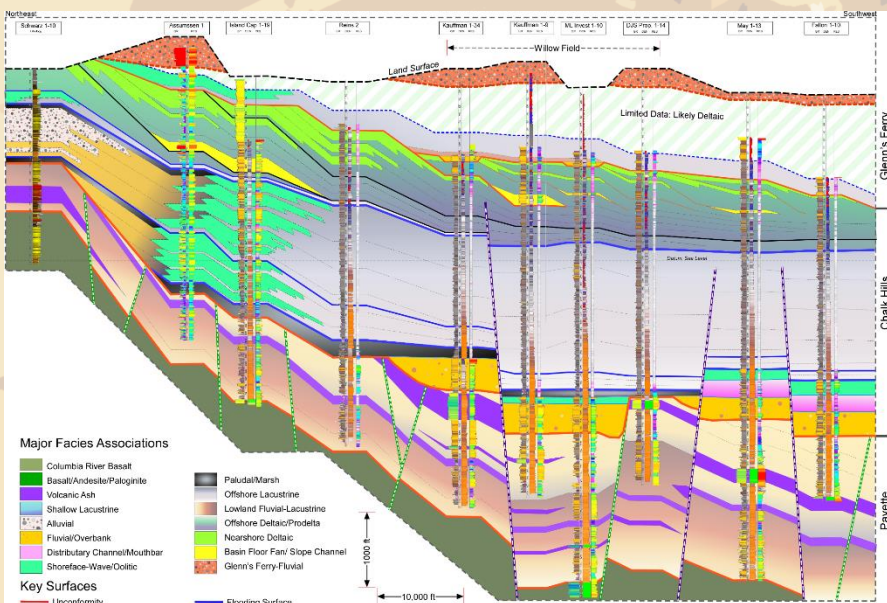 Northeast
Southwest
Schwarz 1-10
Assumssen 1
Island Cap 1-19
Reins 2
Kauffman 1-34
Kauffman 1-9
ML Invest 1-10
DJS Prop. 1-14
May 1-13
Fallon 1-10
Willow Field
Land Surface
Limited Data: Likely Deltaic
Glenn's Ferry
Datum: Sea Level
Chalk Hills
Payette
Major Facies Associations
Columbia River Basalt
Basalt/Andesite/Paloginite
Volcanic Ash
Shallow Lacustrine
Alluvial
Fluvial/Overbank
Distributary Channel/Mouthbar
Shoreface-Wave/Oolitic
Paludal/Marsh
Offshore Lacustrine
Lowland Fluvial-Lacustrine
Offshore Deltaic/Prodelta
Nearshore Deltaic
Basin Floor Fan/ Slope Channel
Glenn's Ferry-Fluvial
1000 ft
10,000 ft
Key Surfaces
Unconformity
Flooding Surface